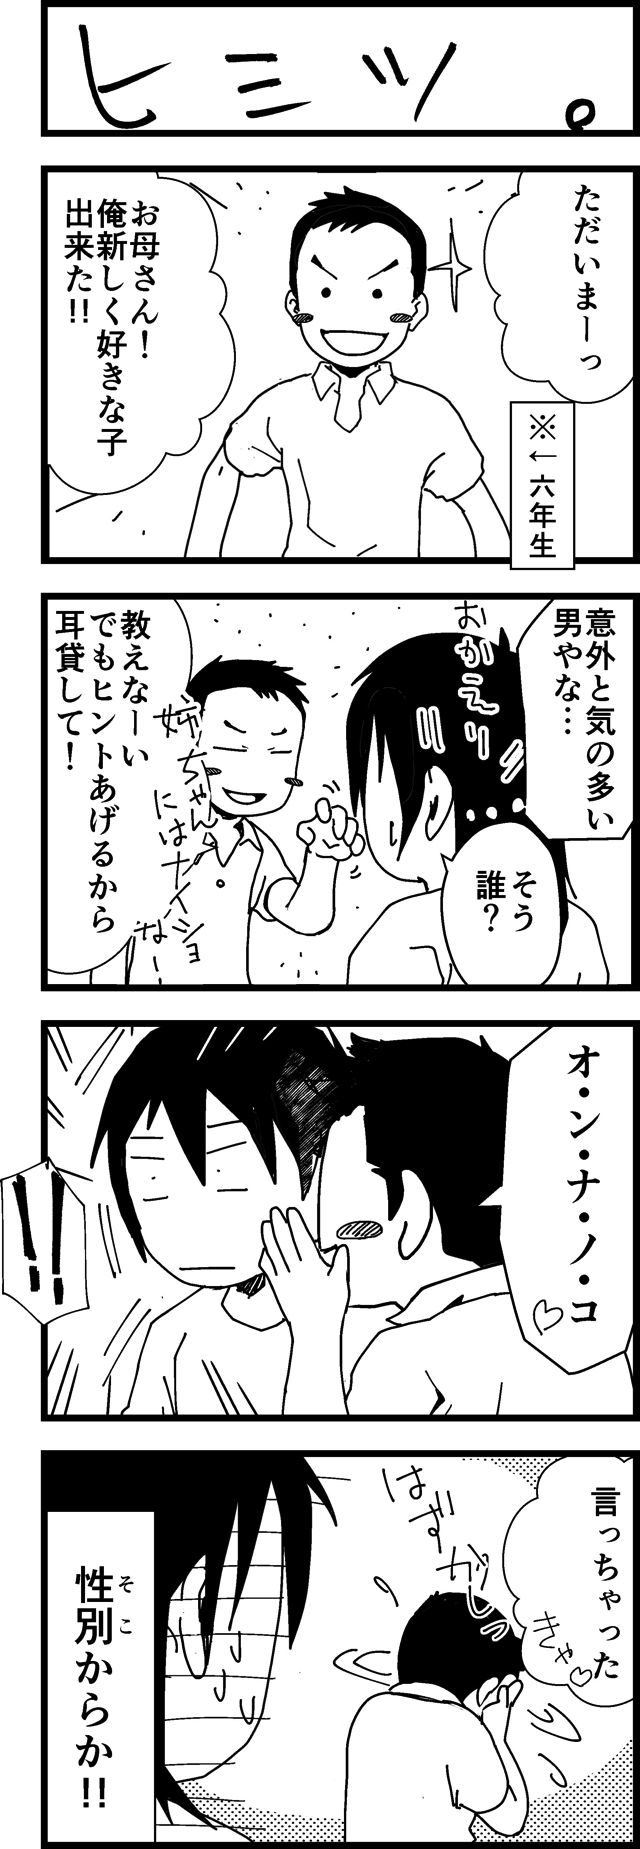 ヒミツ。
ただいまーっ
お母さん！
俺新しく好きな子
出来た!!
※←六年生
意外と気の多い
男やな…
おかえり
そう
誰？
教えなーい
でもヒントあげるから
耳貸して！
姉ちゃん
にはナイショ
なー！
オ・ン・ナ・ノ・コ♡
!!
言っちゃった
きゃ♡
はずかしっ
性別からか!!
そこ